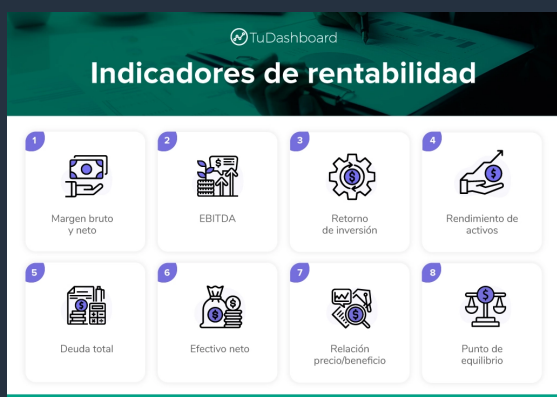 TuDashboard
Indicadores de rentabilidad
1
Margen bruto
y neto
2
EBITDA
3
Retorno
de inversión
4
Rendimiento de
activos
5
Deuda total
6
Efectivo neto
7
Relación
precio/beneficio
8
Punto de
equilibrio